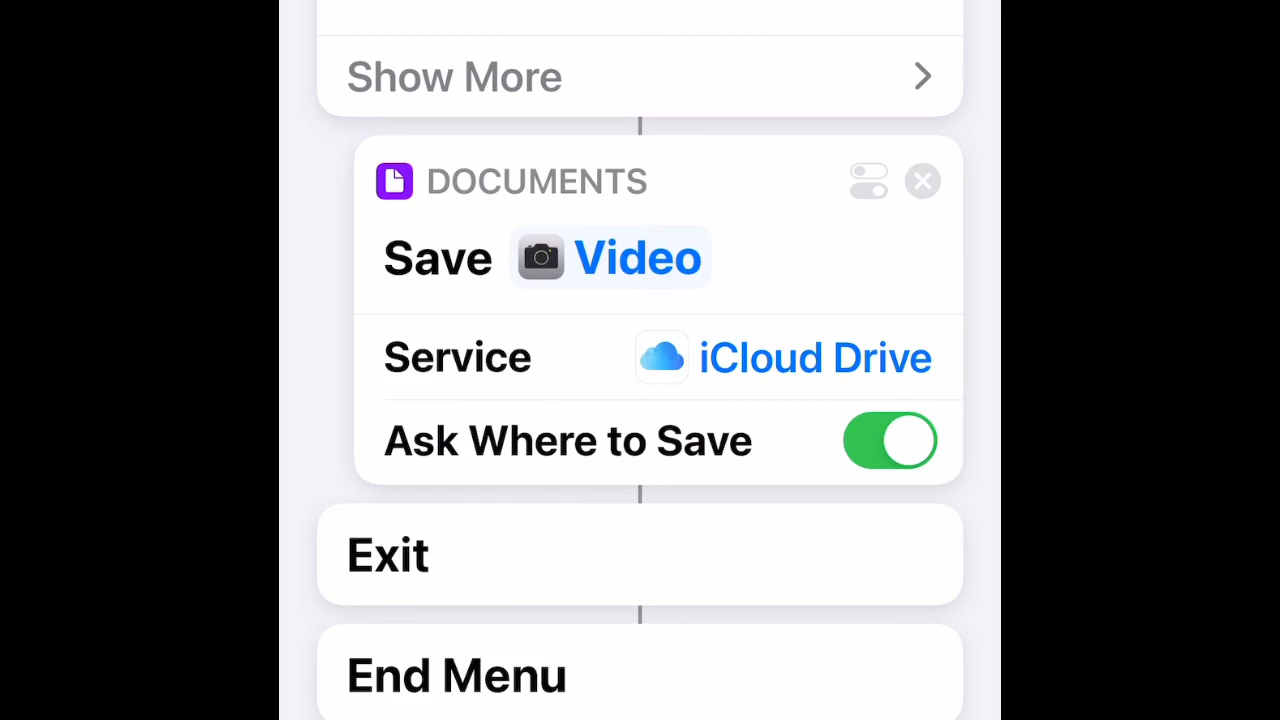 Show More
DOCUMENTS
Save Video
Service iCloud Drive
Ask Where to Save
Exit
End Menu